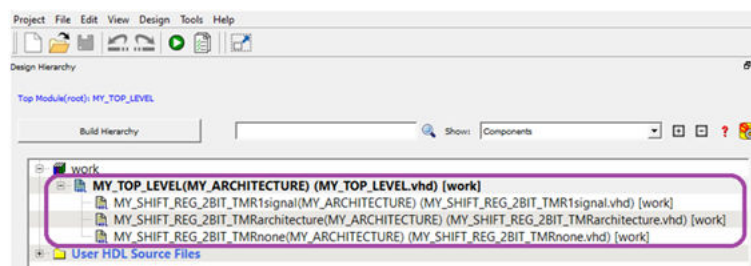 Project File Edit View Design Tools Help
Design Hierarchy
Top Module(root): MY_TOP_LEVEL
Build Hierarchy Show: Components
work
MY_TOP_LEVEL(MY_ARCHITECTURE) (MY_TOP_LEVEL.vhd) [work]
MY_SHIFT_REG_2BIT_TMR1signal(MY_ARCHITECTURE) (MY_SHIFT_REG_2BIT_TMR1signal.vhd) [work]
MY_SHIFT_REG_2BIT_TMRarchitecture(MY_ARCHITECTURE) (MY_SHIFT_REG_2BIT_TMRarchitecture.vhd) [work]
MY_SHIFT_REG_2BIT_TMRnone(MY_ARCHITECTURE) (MY_SHIFT_REG_2BIT_TMRnone.vhd) [work]
User HDL Source Files